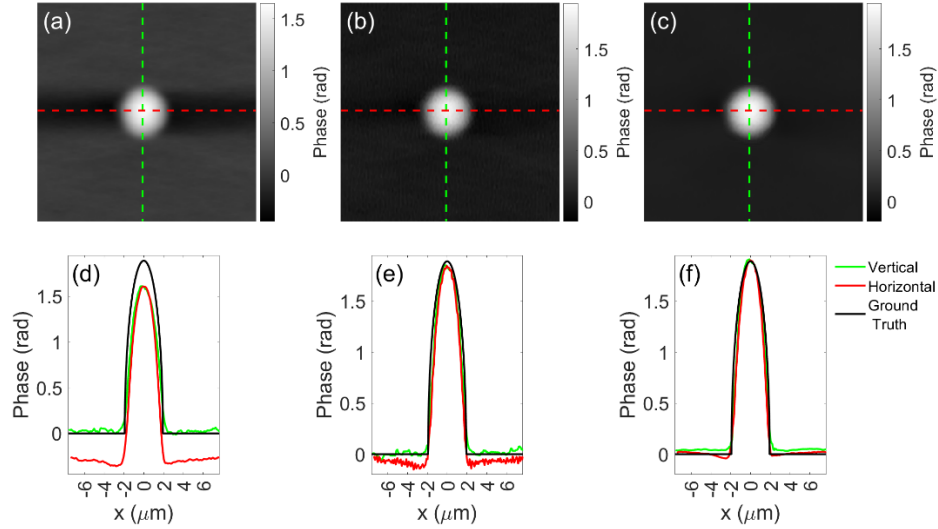 (a)
1.5
1
0.5
0
Phase (rad)
(b)
1.5
1
0.5
0
Phase (rad)
(c)
1.5
1
0.5
0
Phase (rad)
(d)
1.5
1
0.5
0
Phase (rad)
-6
-4
-2
0
2
4
6
x (μm)
(e)
1.5
1
0.5
0
Phase (rad)
-6
-4
-2
0
2
4
6
x (μm)
(f)
1.5
1
0.5
0
Phase (rad)
-6
-4
-2
0
2
4
6
x (μm)
Vertical
Horizontal
Ground
Truth